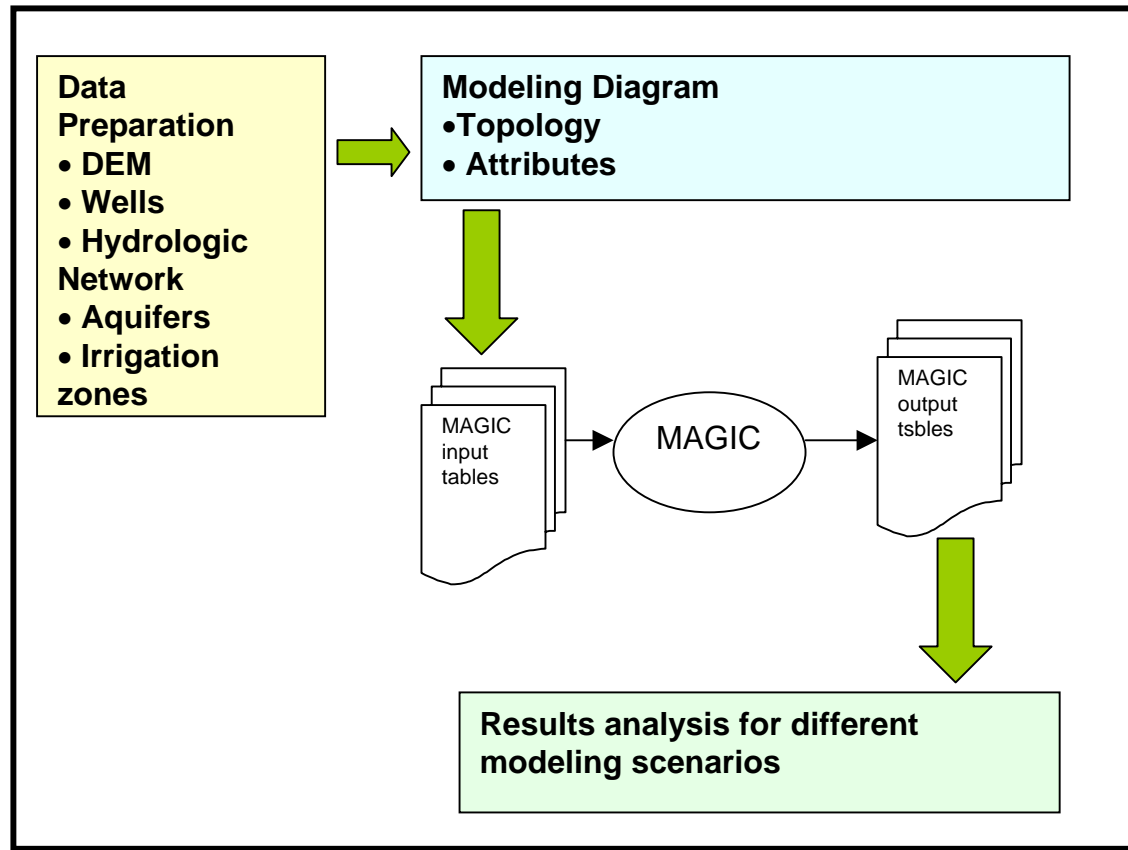 Data
Preparation
• DEM
• Wells
• Hydrologic
Network
• Aquifers
• Irrigation
zones
Modeling Diagram
•Topology
• Attributes
MAGIC
input
tables
MAGIC
MAGIC
output
tsbles
Results analysis for different
modeling scenarios